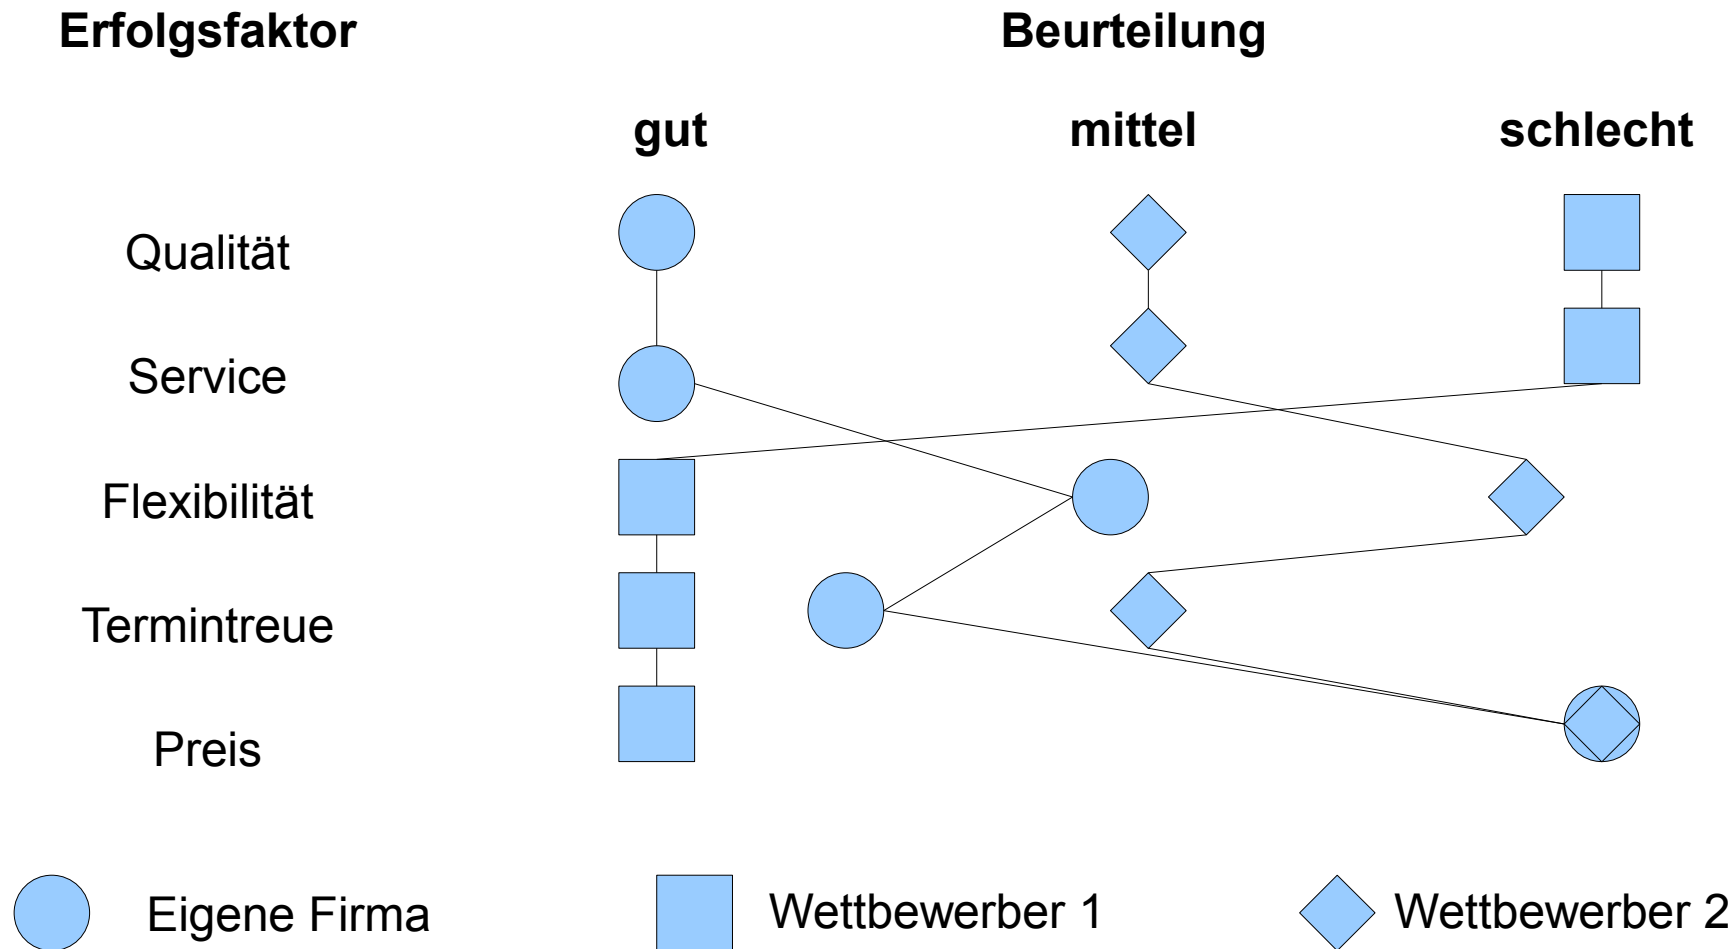 Erfolgsfaktor Beurteilung
gut mittel schlecht
Qualität
Service
Flexibilität
Termintreue
Preis
Eigene Firma Wettbewerber 1 Wettbewerber 2